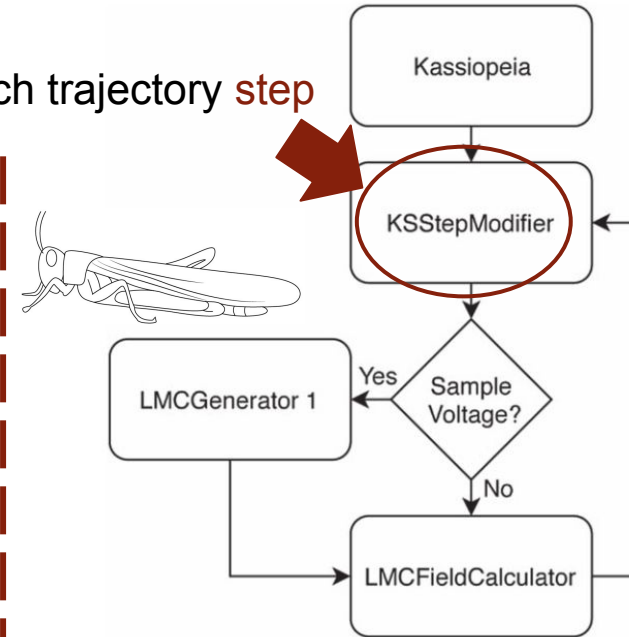 Kassiopeia
ch trajectory step
KSStepModifier
Yes
Sample
Voltage?
LMCGenerator 1
No
LMCFieldCalculator